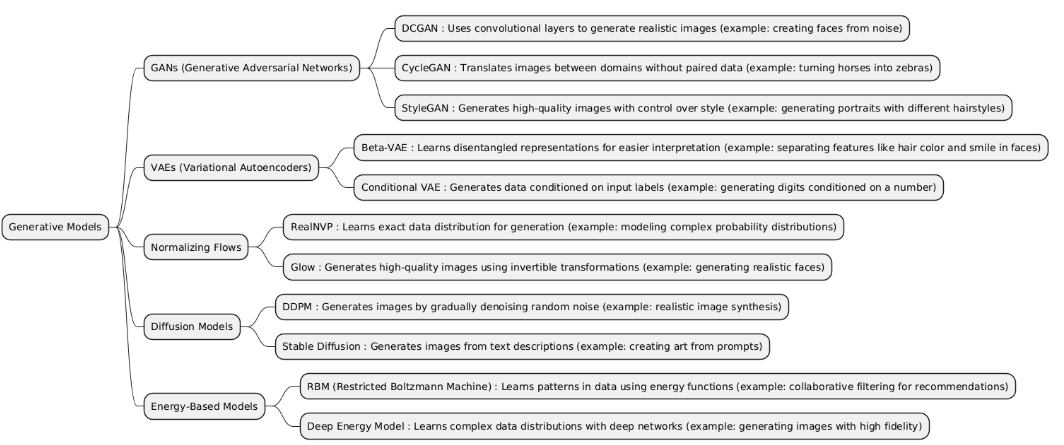 Generative Models
GANs (Generative Adversarial Networks)
DCGAN : Uses convolutional layers to generate realistic images (example: creating faces from noise)
CycleGAN : Translates images between domains without paired data (example: turning horses into zebras)
StyleGAN : Generates high-quality images with control over style (example: generating portraits with different hairstyles)
VAEs (Variational Autoencoders)
Beta-VAE : Learns disentangled representations for easier interpretation (example: separating features like hair color and smile in faces)
Conditional VAE : Generates data conditioned on input labels (example: generating digits conditioned on a number)
Normalizing Flows
RealNVP : Learns exact data distribution for generation (example: modeling complex probability distributions)
Glow : Generates high-quality images using invertible transformations (example: generating realistic faces)
Diffusion Models
DDPM : Generates images by gradually denoising random noise (example: realistic image synthesis)
Stable Diffusion : Generates images from text descriptions (example: creating art from prompts)
Energy-Based Models
RBM (Restricted Boltzmann Machine) : Learns patterns in data using energy functions (example: collaborative filtering for recommendations)
Deep Energy Model : Learns complex data distributions with deep networks (example: generating images with high fidelity)